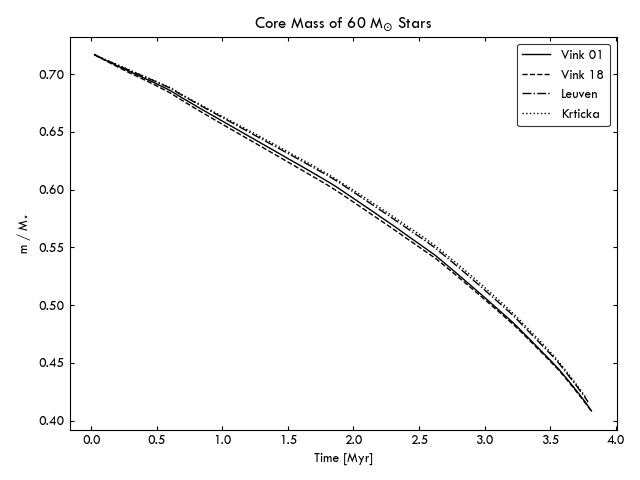 Core Mass of 60 M☉ Stars
Vink 01
Vink 18
Leuven
Krticka
0.70
0.65
0.60
0.55
0.50
0.45
0.40
m / M⋆
0.0 0.5 1.0 1.5 2.0 2.5 3.0 3.5 4.0
Time [Myr]